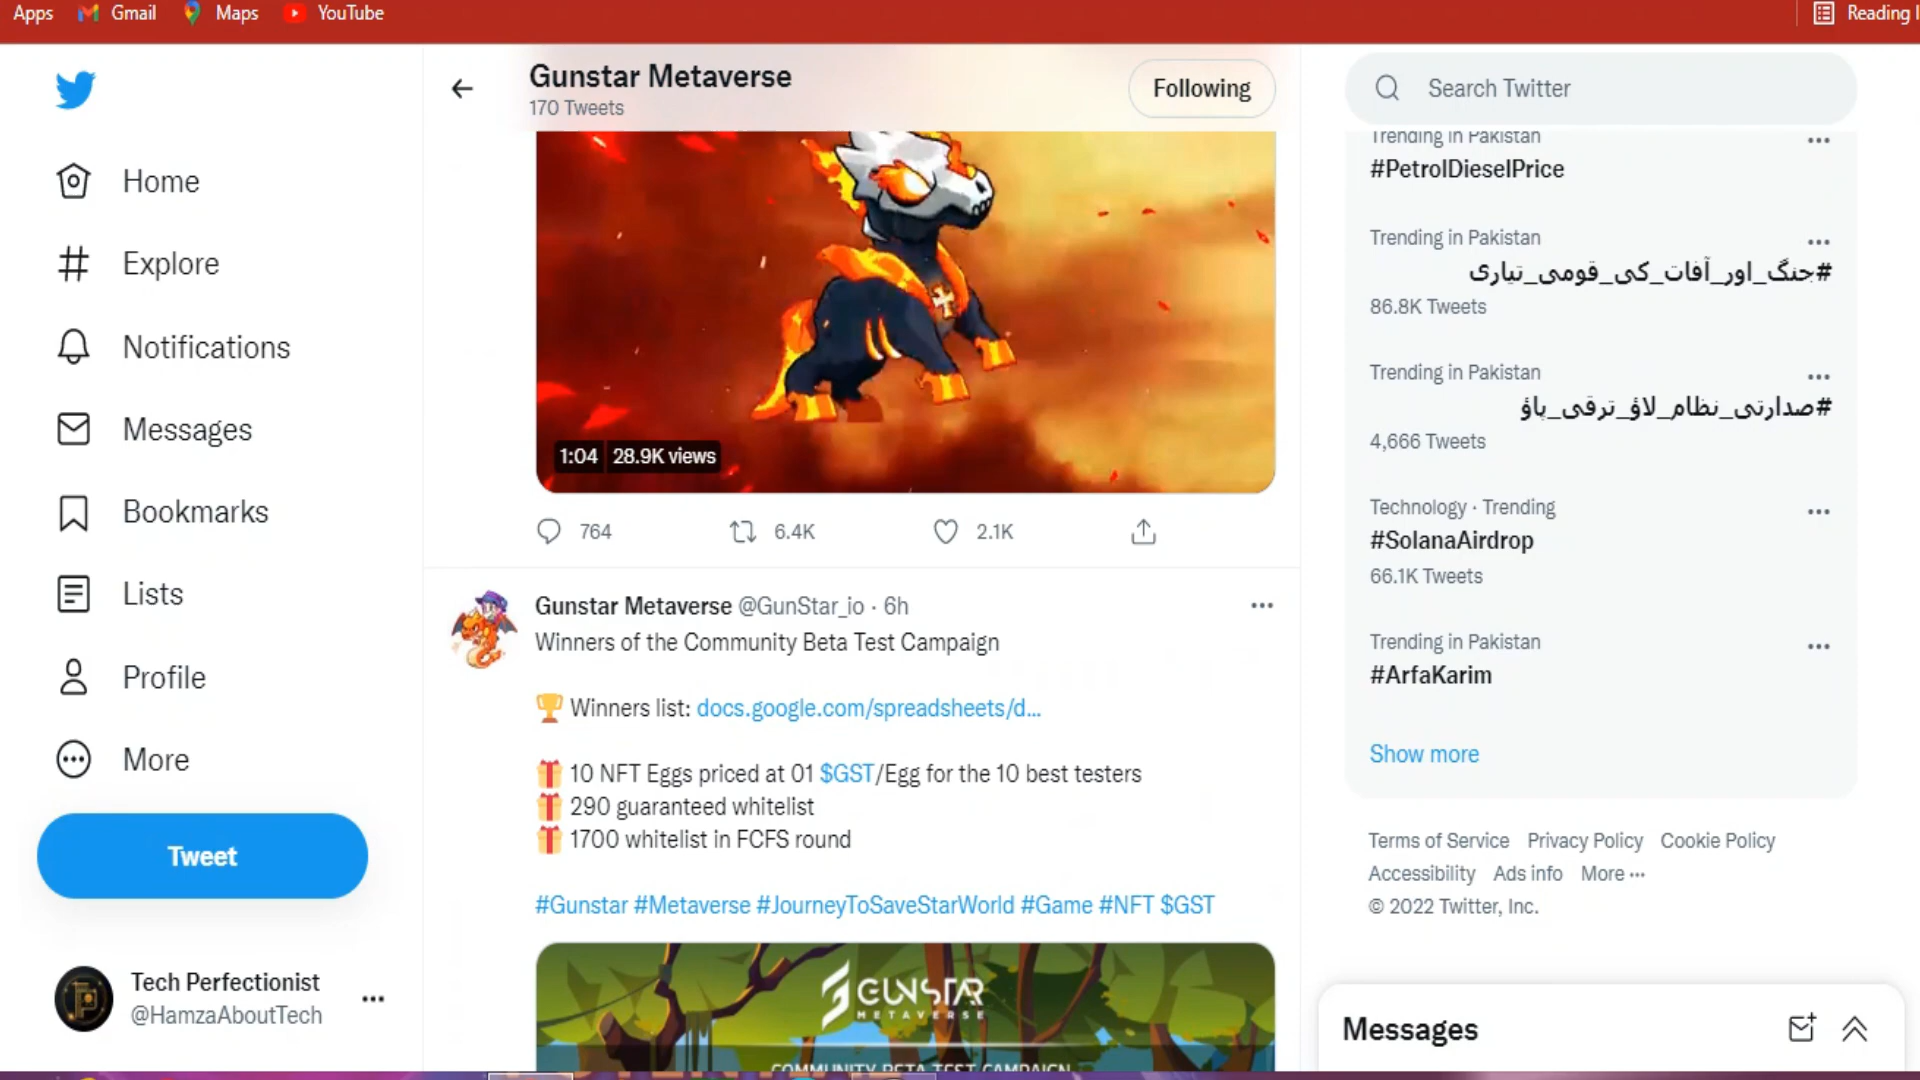 Apps
Gmail
Maps
YouTube
Reading
Home
Explore
Notifications
Messages
Bookmarks
Lists
Profile
More
Tweet
Tech Perfectionist
@HamzaAboutTech
Gunstar Metaverse
170 Tweets
Following
1:04 28.9K views
764
6.4K
2.1K
Gunstar Metaverse @GunStar_io · 6h
Winners of the Community Beta Test Campaign
Winners list: docs.google.com/spreadsheets/d...
10 NFT Eggs priced at 01 $GST/Egg for the 10 best testers
290 guaranteed whitelist
1700 whitelist in FCFS round
#Gunstar #Metaverse #JourneyToSaveStarWorld #Game #NFT $GST
GUNSTAR
METAVERSE
COMMUNITY BETA TEST CAMPAIGN
Search Twitter
Trending in Pakistan
#PetrolDieselPrice
Trending in Pakistan
#جنگ_اور_آفات_کی_قومی_تیاری
86.8K Tweets
Trending in Pakistan
#صدارتی_نظام_لاؤ_ترقی_پاؤ
4,666 Tweets
Technology · Trending
#SolanaAirdrop
66.1K Tweets
Trending in Pakistan
#ArfaKarim
Show more
Terms of Service Privacy Policy Cookie Policy
Accessibility Ads info More ···
© 2022 Twitter, Inc.
Messages